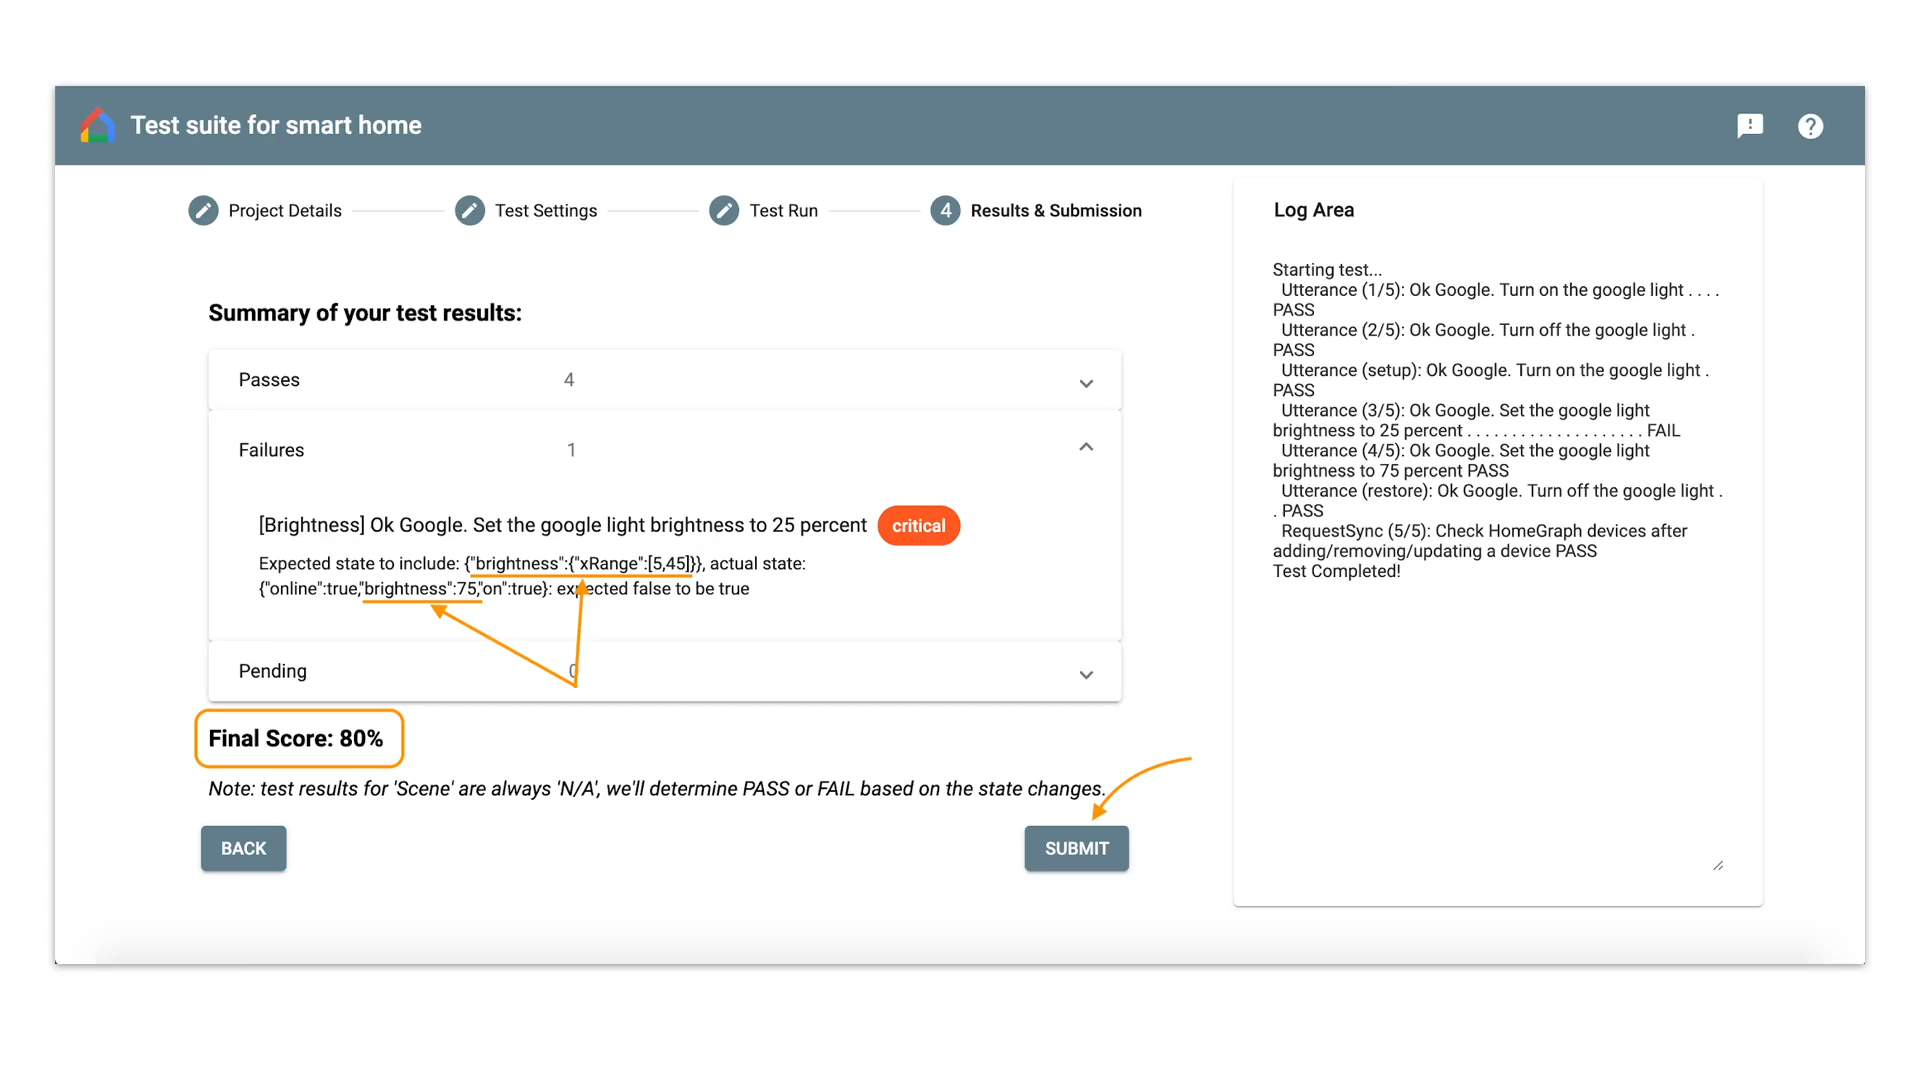 Test suite for smart home
Project Details
Test Settings
Test Run
4 Results & Submission
Summary of your test results:
Passes 4
Failures 1
[Brightness] Ok Google. Set the google light brightness to 25 percent critical
Expected state to include: {"brightness":{"xRange":[5,45]}}, actual state:
{"online":true,"brightness":75,"on":true}: expected false to be true
Pending 0
Final Score: 80%
Note: test results for 'Scene' are always 'N/A', we'll determine PASS or FAIL based on the state changes.
BACK
SUBMIT
Log Area
Starting test...
Utterance (1/5): Ok Google. Turn on the google light . . . .
PASS
Utterance (2/5): Ok Google. Turn off the google light .
PASS
Utterance (setup): Ok Google. Turn on the google light .
PASS
Utterance (3/5): Ok Google. Set the google light
brightness to 25 percent . . . . . . . . . . . . . . . . . . . . FAIL
Utterance (4/5): Ok Google. Set the google light
brightness to 75 percent PASS
Utterance (restore): Ok Google. Turn off the google light .
. PASS
RequestSync (5/5): Check HomeGraph devices after
adding/removing/updating a device PASS
Test Completed!